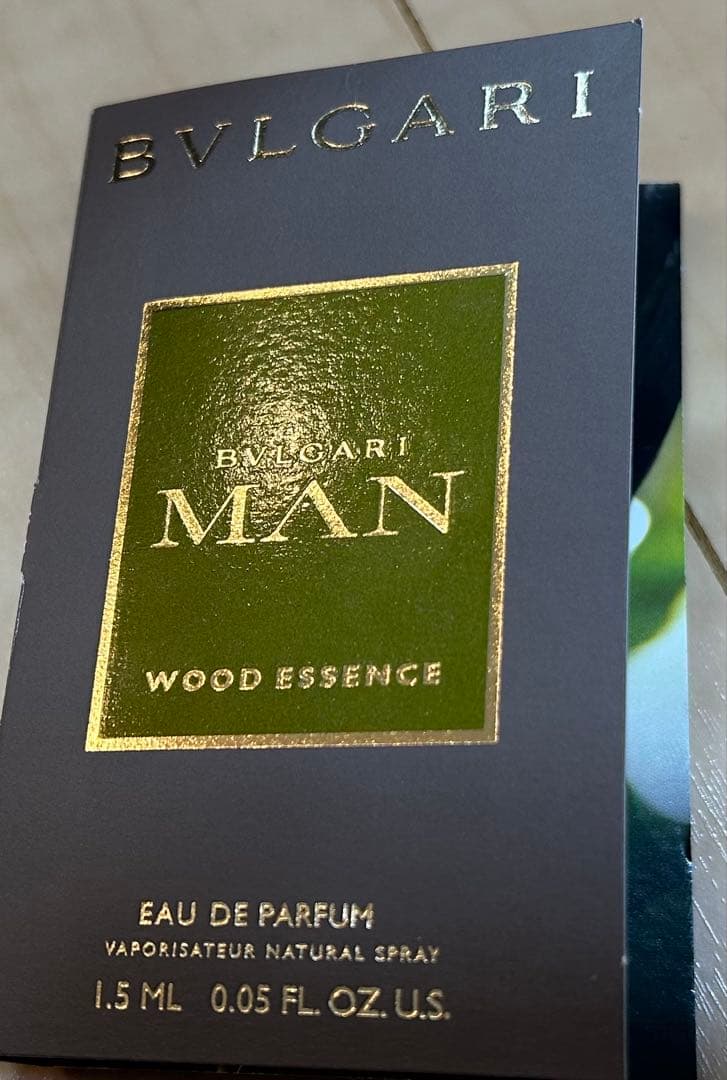 BVLGARI
BVLGARI
MAN
WOOD ESSENCE
EAU DE PARFUM
VAPORISATEUR NATURAL SPRAY
1.5 ML 0.05 FL. OZ. U.S.